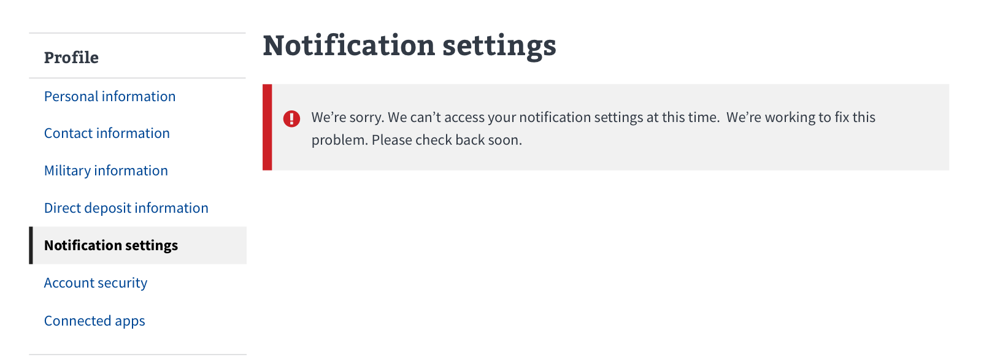 Profile
Personal information
Contact information
Military information
Direct deposit information
Notification settings
Account security
Connected apps
Notification settings
We’re sorry. We can’t access your notification settings at this time.  We’re working to fix this
problem. Please check back soon.